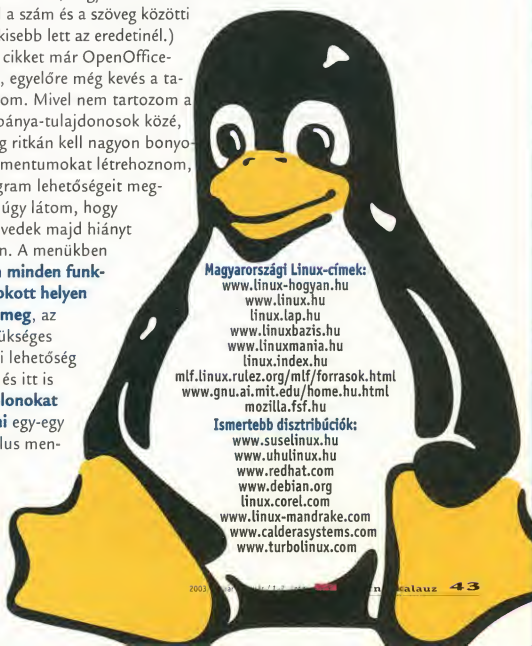 a szám és a szöveg közötti
kisebb lett az eredetinél.)
cikket már OpenOffice-
, egyelőre még kevés a ta-
om. Mivel nem tartozom a
bánya-tulajdonosok közé,
g ritkán kell nagyon bonyo-
mentumokat létrehoznom,
gram lehetőségeit meg-
úgy látom, hogy
vedek majd hiányt
n. A menükben
minden funk-
okott helyen
meg, az
ükséges
i lehetőség
és itt is
lonokat
ni egy-egy
lus men-
Magyarországi Linux-címek:
www.linux-hogyan.hu
www.linux.hu
linux.lap.hu
www.linuxbazis.hu
www.linuxmania.hu
linux.index.hu
mlf.linux.rulez.org/mlf/forrasok.html
www.gnu.ai.mit.edu/home.hu.html
mozilla.fsf.hu
Ismertebb disztribúciók:
www.suselinux.hu
www.uhulinux.hu
www.redhat.com
www.debian.org
linux.corel.com
www.linux-mandrake.com
www.calderasystems.com
www.turbolinux.com
2003 kalauz 43